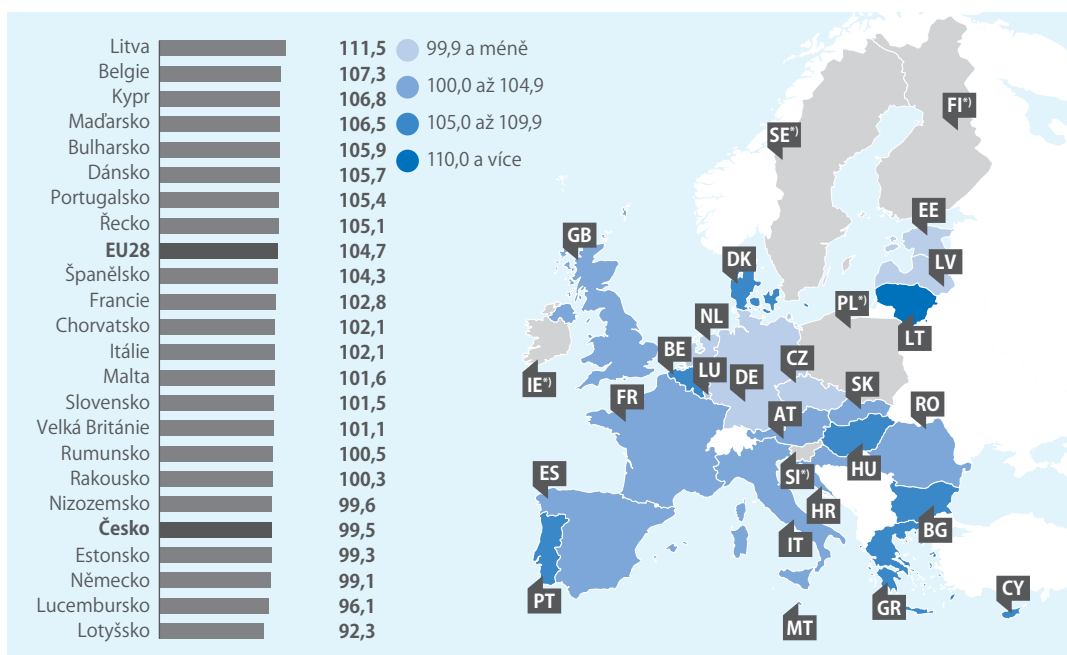 Litva 111,5
Belgie 107,3
Kypr 106,8
Maďarsko 106,5
Bulharsko 105,9
Dánsko 105,7
Portugalsko 105,4
Řecko 105,1
EU28 104,7
Španělsko 104,3
Francie 102,8
Chorvatsko 102,1
Itálie 102,1
Malta 101,6
Slovensko 101,5
Velká Británie 101,1
Rumunsko 100,5
Rakousko 100,3
Nizozemsko 99,6
Česko 99,5
Estonsko 99,3
Německo 99,1
Lucembursko 96,1
Lotyšsko 92,3
99,9 a méně
100,0 až 104,9
105,0 až 109,9
110,0 a více
FI*)
SE*)
EE
GB
DK
LV
PL*)
NL
LT
BE
CZ
IE*)
LU
DE
SK
FR
AT
RO
ES
SI*)
HU
HR
BG
IT
PT
GR
CY
MT